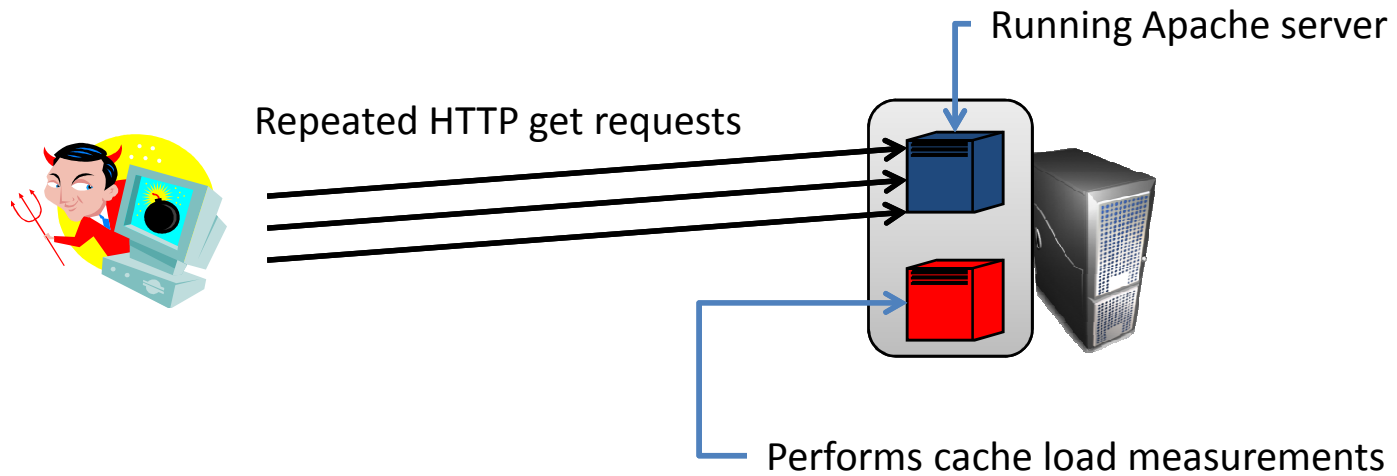 Running Apache server
Repeated HTTP get requests
Performs cache load measurements